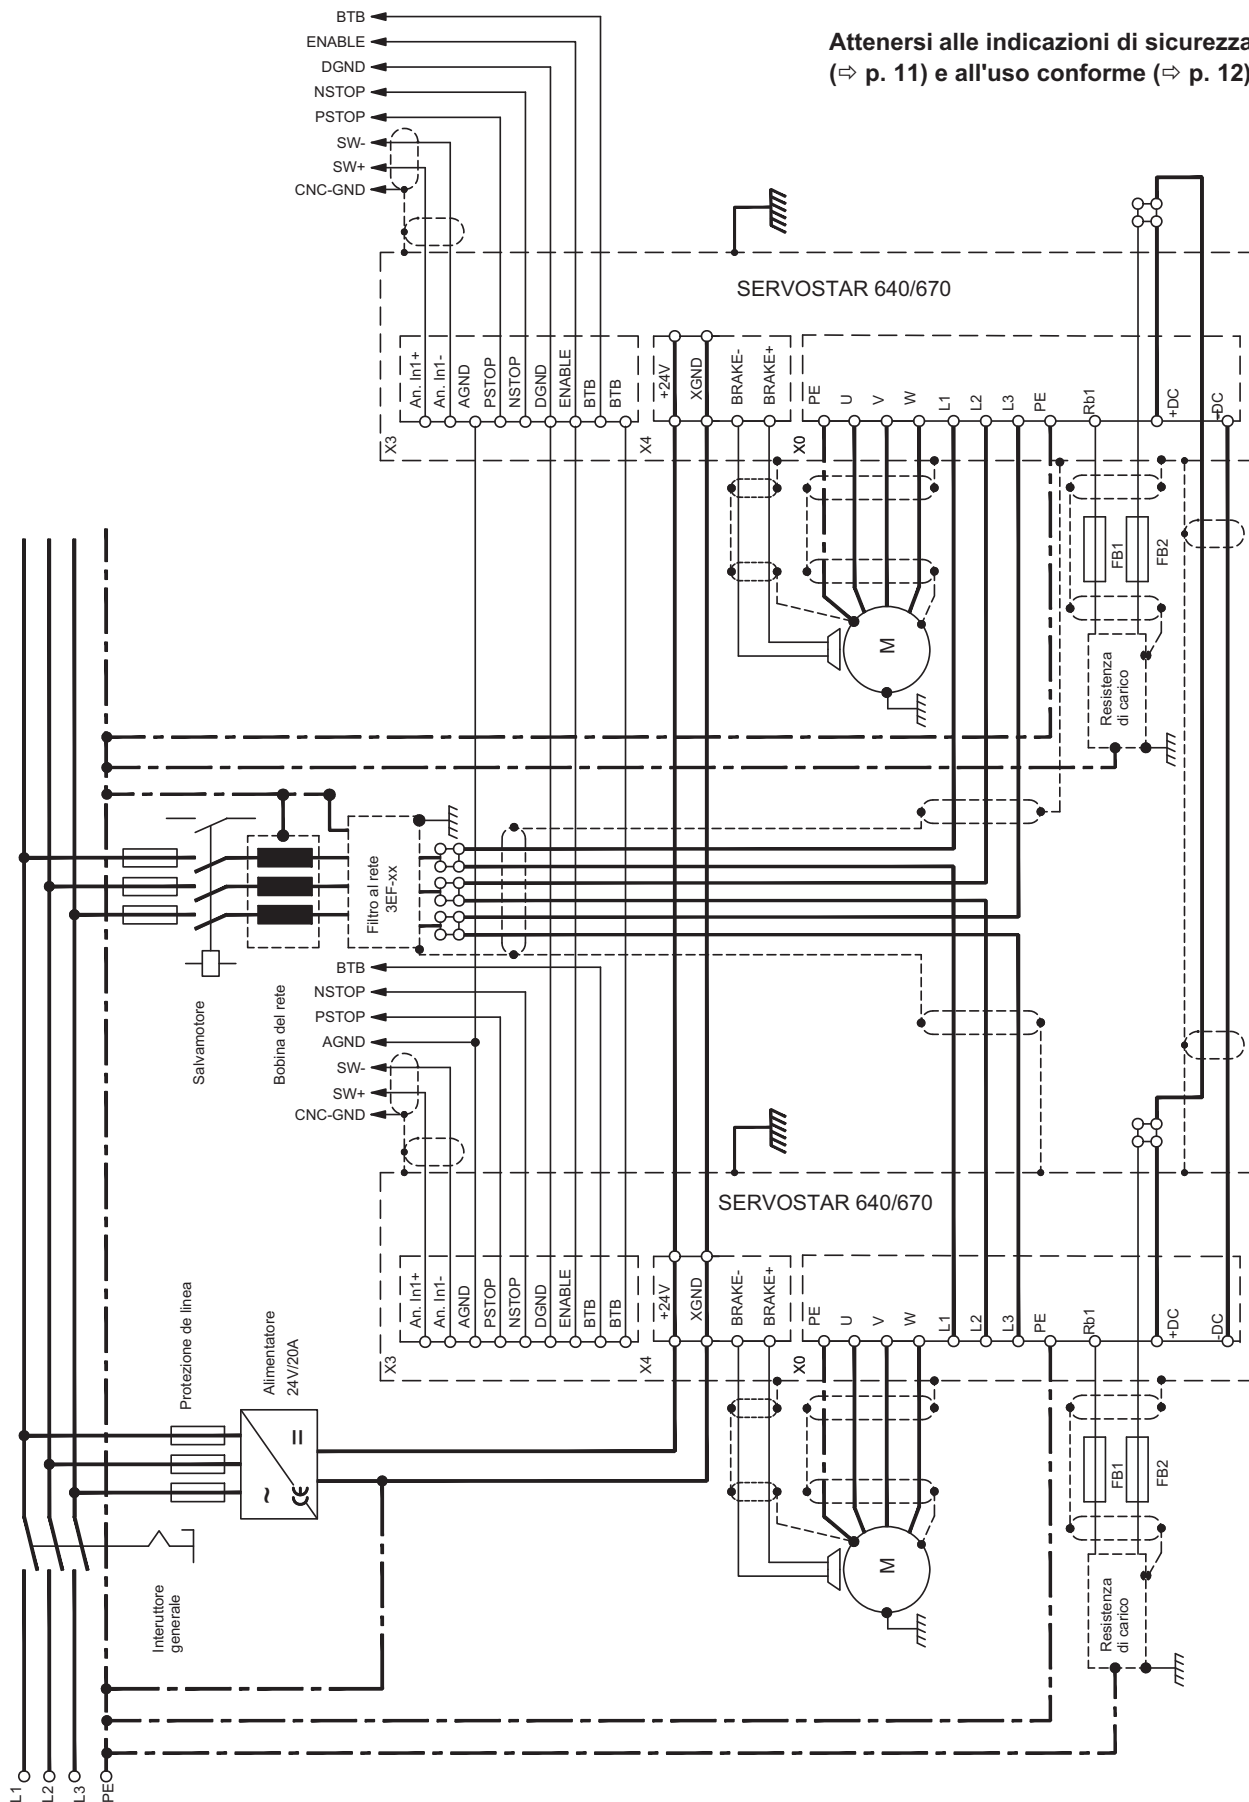 Attenersi alle indicazioni di sicurezza
(⇨ p. 11) e all'uso conforme (⇨ p. 12)
BTB
ENABLE
DGND
NSTOP
PSTOP
SW-
SW+
CNC-GND
SERVOSTAR 640/670
An. In1+
An. In1-
AGND
PSTOP
NSTOP
DGND
ENABLE
BTB
BTB
X3
+24V
XGND
BRAKE-
BRAKE+
X4
PE
U
V
W
L1
L2
L3
PE
Rb1
+DC
-DC
X0
FB1
FB2
M
Resistenza
di carico
Filtro al rete
3EF-xx
Salvamotore
Bobina del rete
BTB
NSTOP
PSTOP
AGND
SW-
SW+
CNC-GND
SERVOSTAR 640/670
An. In1+
An. In1-
AGND
PSTOP
NSTOP
DGND
ENABLE
BTB
BTB
X3
+24V
XGND
BRAKE-
BRAKE+
X4
PE
U
V
W
L1
L2
L3
PE
Rb1
+DC
-DC
X0
Protezione de linea
Alimentatore
24V/20A
~
=
CE
FB1
FB2
M
Resistenza
di carico
Interuttore
generale
L1
L2
L3
PE